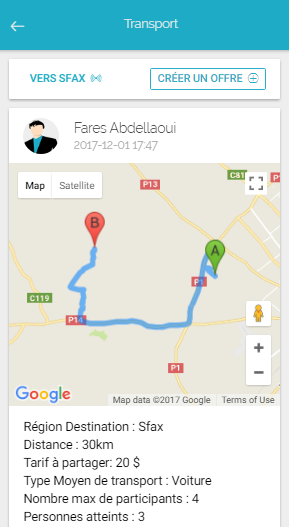 Transport
VERS SFAX
CRÉER UN OFFRE
Fares Abdellaoui
2017-12-01 17:47
Map Satellite
P13
C81
B
A
P1
C119
P14
P1
Google
Map data ©2017 Google Terms of Use
Région Destination : Sfax
Distance : 30km
Tarif à partager: 20 $
Type Moyen de transport : Voiture
Nombre max de participants : 4
Personnes atteints : 3